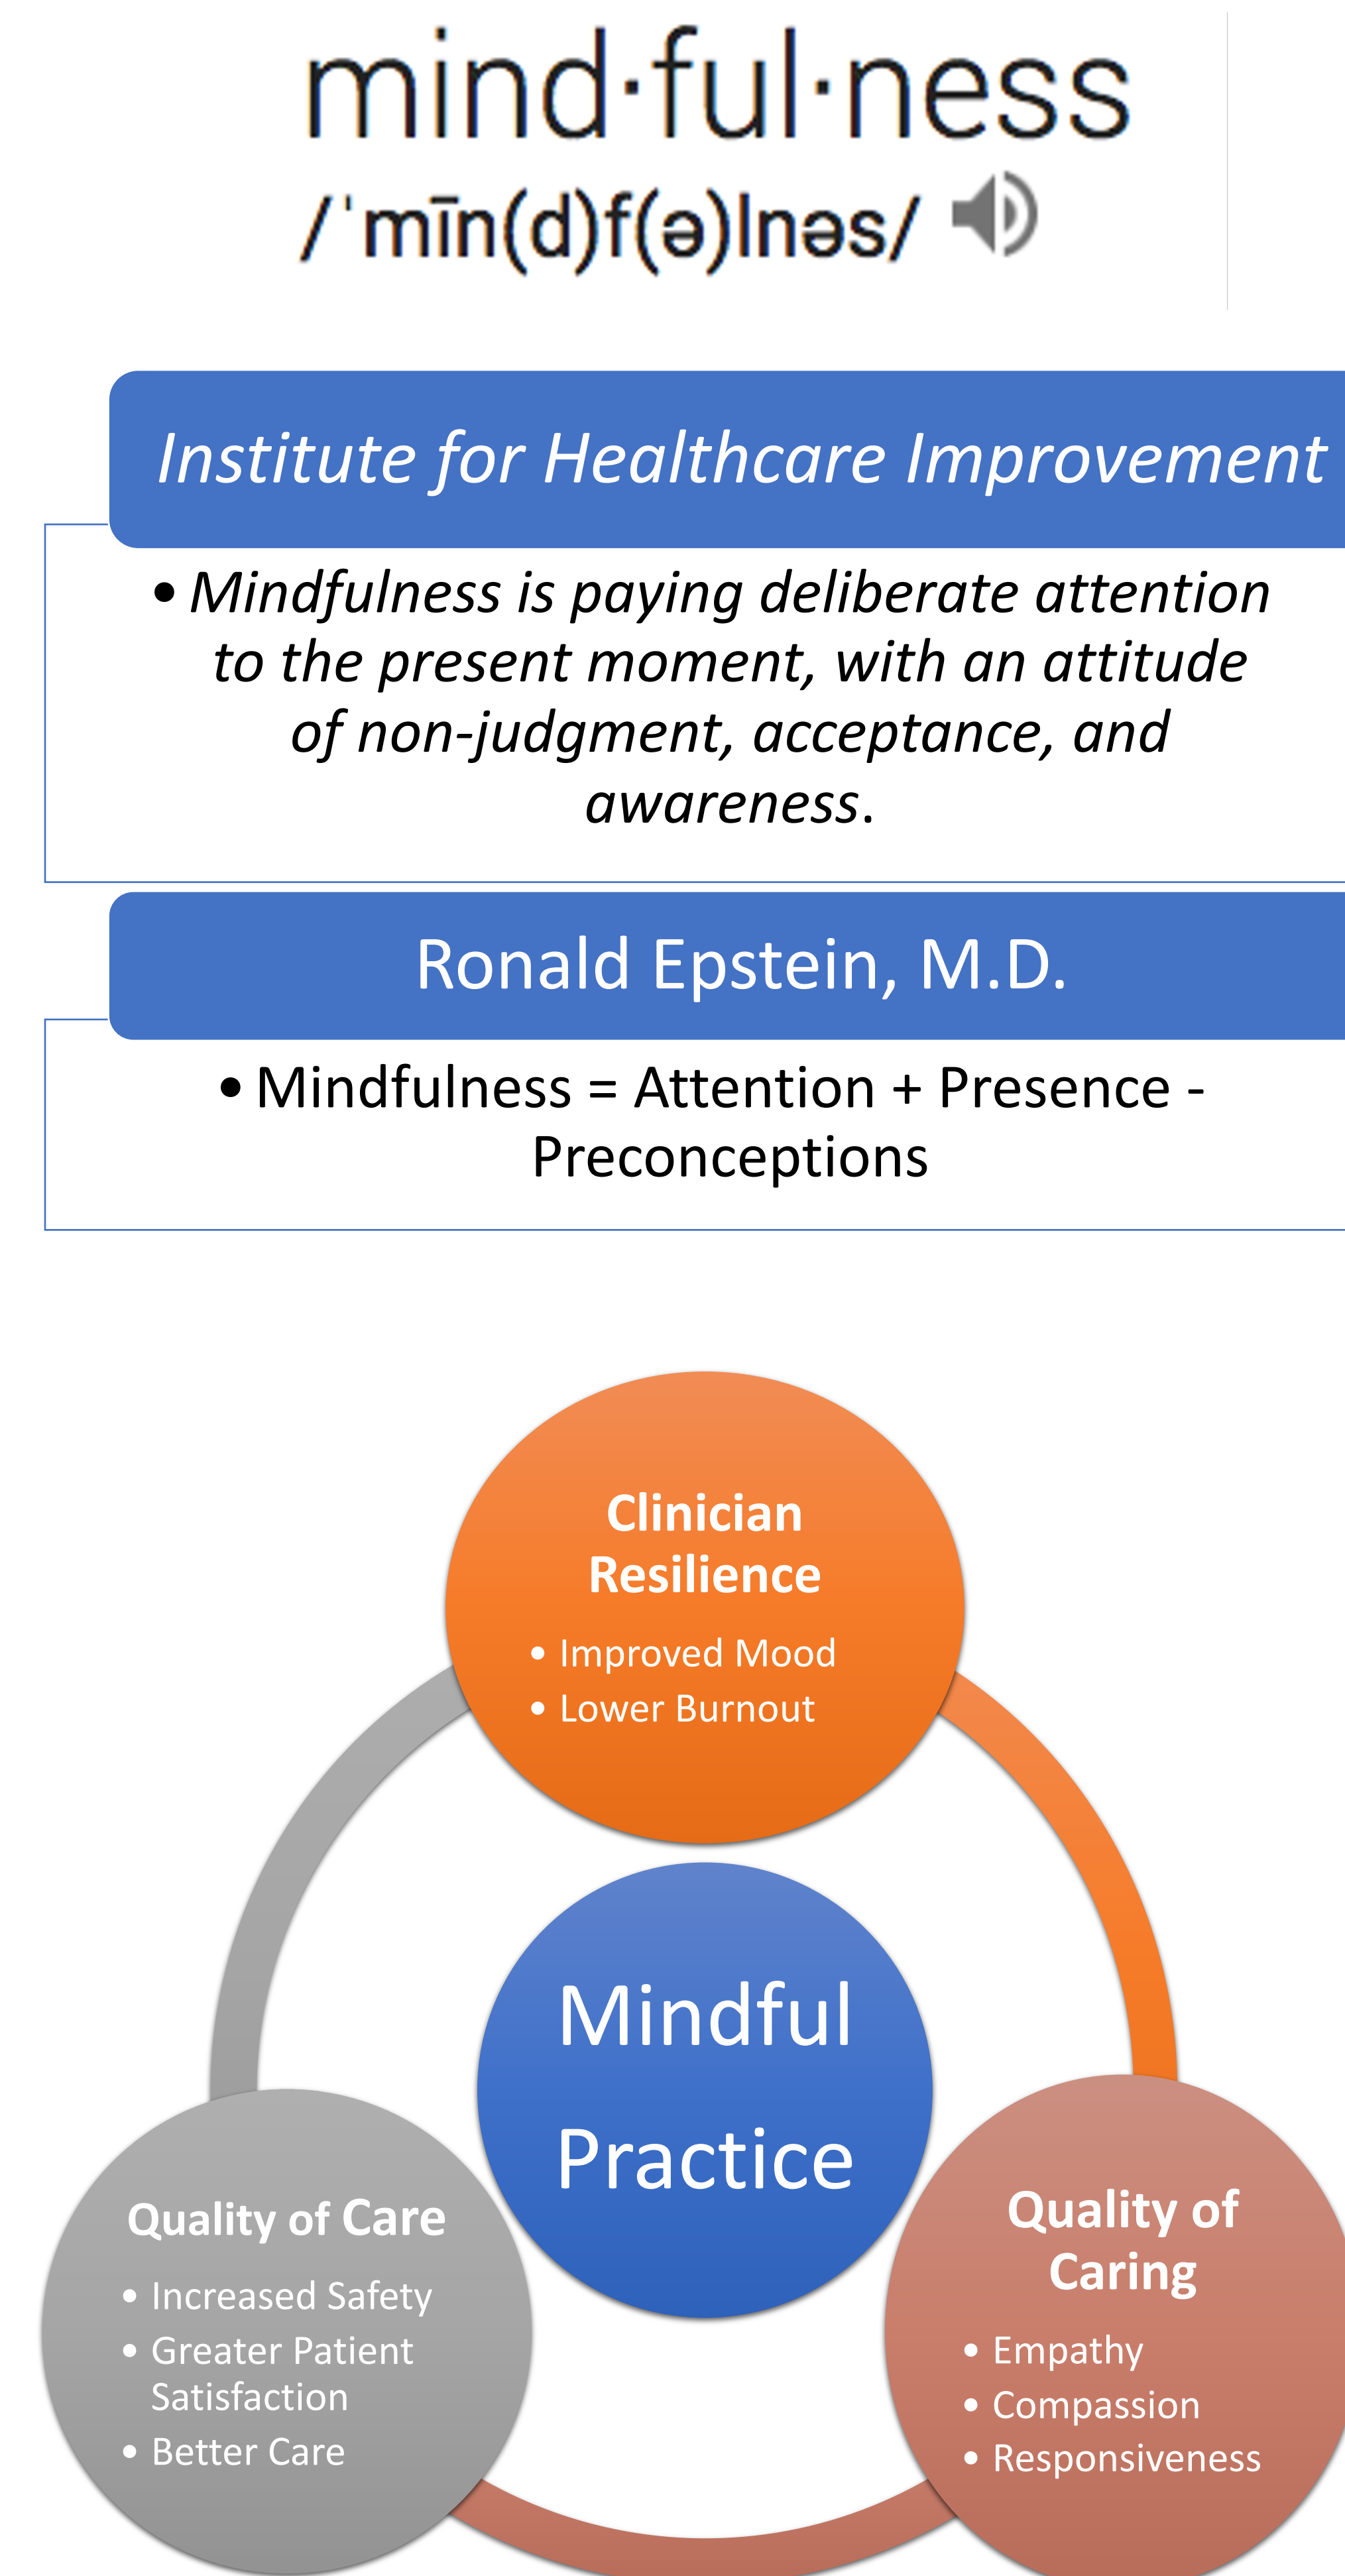 mind·ful·ness
/ˈmīn(d)f(ə)lnəs/
Institute for Healthcare Improvement
• Mindfulness is paying deliberate attention
to the present moment, with an attitude
of non-judgment, acceptance, and
awareness.
Ronald Epstein, M.D.
• Mindfulness = Attention + Presence -
Preconceptions
Clinician
Resilience
• Improved Mood
• Lower Burnout
Mindful
Practice
Quality of Care
• Increased Safety
• Greater Patient
Satisfaction
• Better Care
Quality of
Caring
• Empathy
• Compassion
• Responsiveness